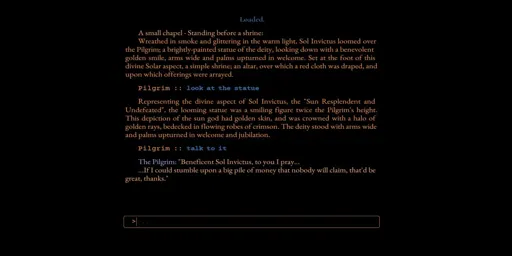 Loaded.
A small chapel - Standing before a shrine:
Wreathed in smoke and glittering in the warm light, Sol Invictus loomed over
the Pilgrim; a brightly-painted statue of the deity, looking down with a benevolent
golden smile, arms wide and palms upturned in welcome. Set at the foot of this
divine Solar aspect, a simple shrine; an altar, over which a red cloth was draped, and
upon which offerings were arrayed.
Pilgrim :: look at the statue
Representing the divine aspect of Sol Invictus, the "Sun Resplendent and
Undefeated", the looming statue was a smiling figure twice the Pilgrim's height.
This depiction of the sun god had golden skin, and was crowned with a halo of
golden rays, bedecked in flowing robes of crimson. The deity stood with arms wide
and palms upturned in welcome and jubilation.
Pilgrim :: talk to it
The Pilgrim: "Beneficent Sol Invictus, to you I pray...
...If I could stumble upon a big pile of money that nobody will claim, that'd be
great, thanks."
>